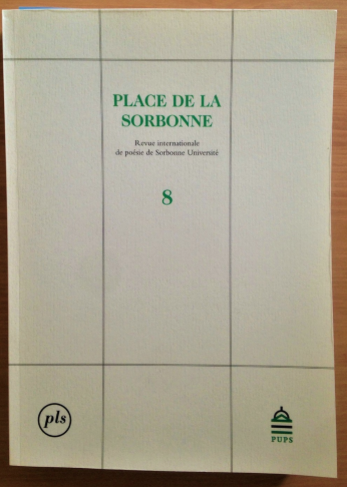 PLACE DE LA
SORBONNE
Revue internationale
de poésie de Sorbonne Université
8
pls
PUPS